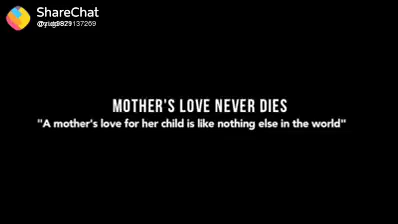 ShareChat
MOTHER'S LOVE NEVER DIES
"A mother's love for her child is like nothing else in the world"